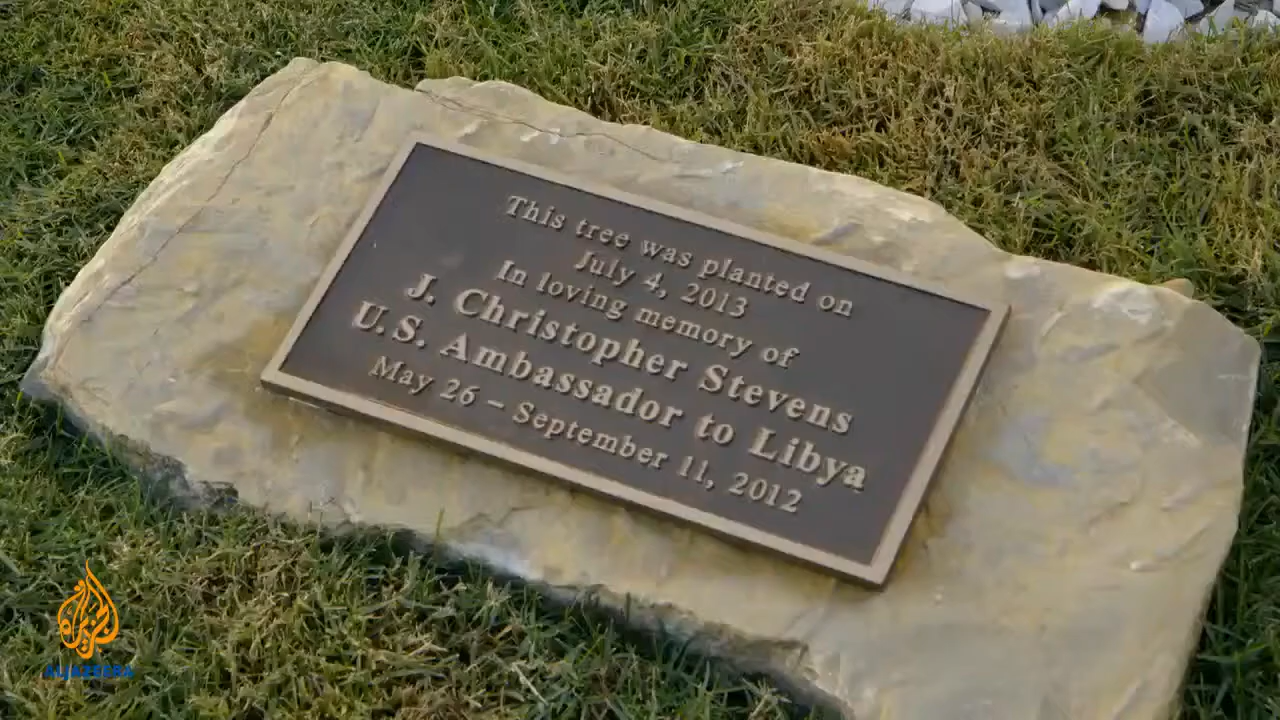 This tree was planted on
July 4, 2013
In loving memory of
J. Christopher Stevens
U.S. Ambassador to Libya
May 26 – September 11, 2012
ALJAZEERA